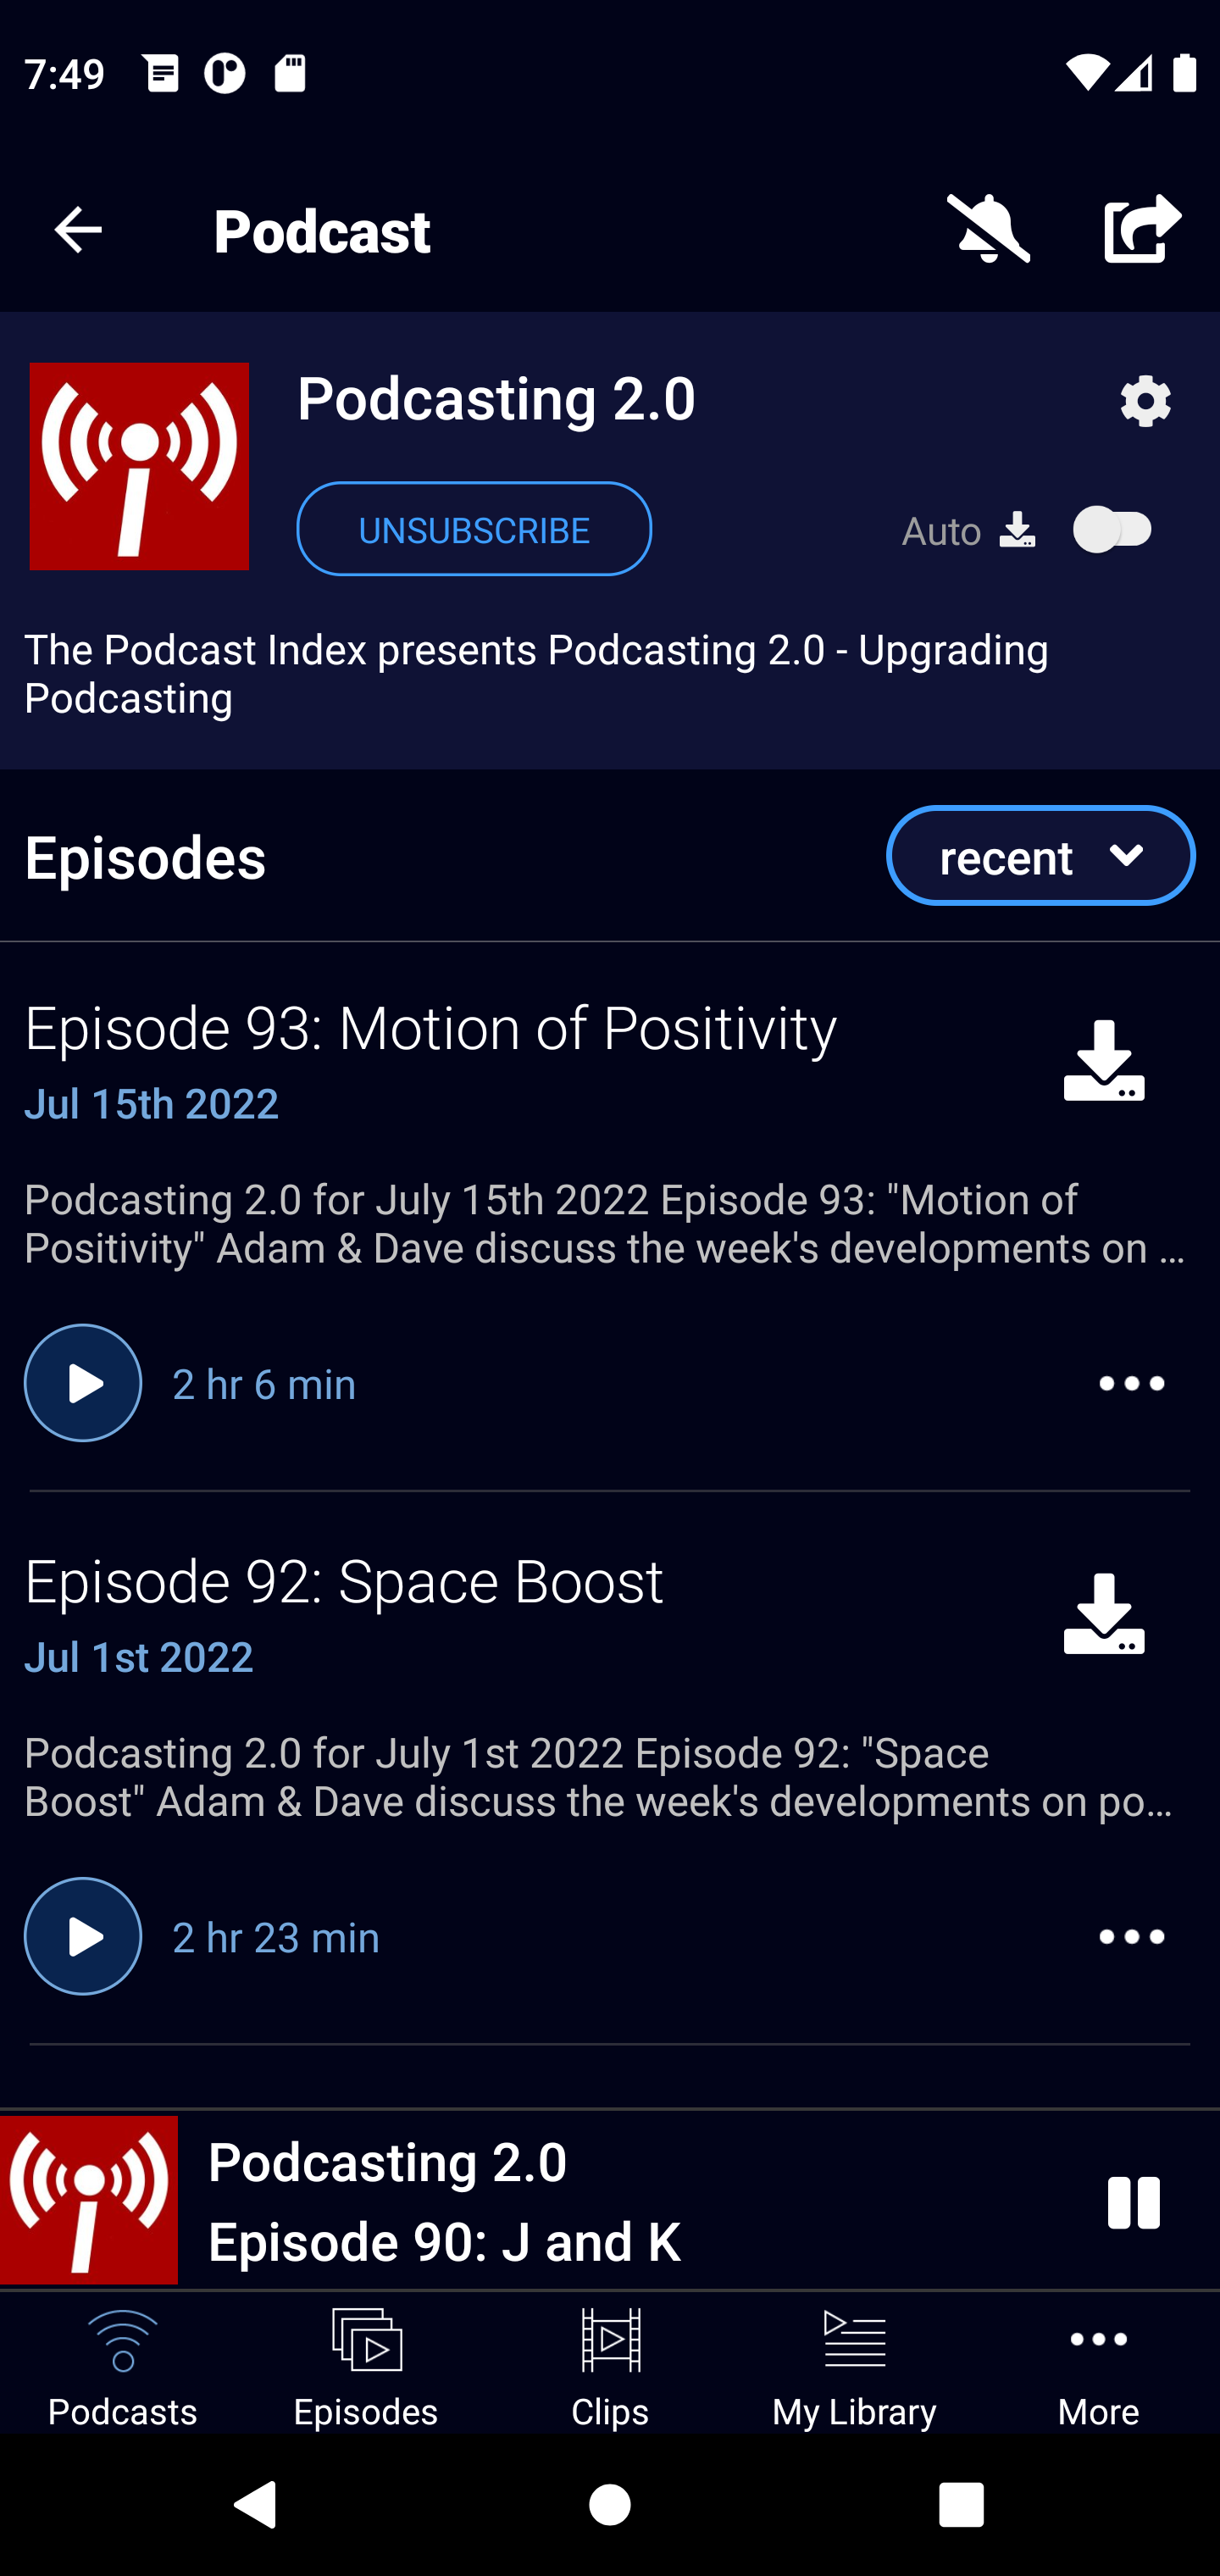 7:49
Podcast
Podcasting 2.0
UNSUBSCRIBE
Auto
The Podcast Index presents Podcasting 2.0 - Upgrading
Podcasting
Episodes
recent
Episode 93: Motion of Positivity
Jul 15th 2022
Podcasting 2.0 for July 15th 2022 Episode 93: "Motion of
Positivity" Adam & Dave discuss the week's developments on ...
2 hr 6 min
Episode 92: Space Boost
Jul 1st 2022
Podcasting 2.0 for July 1st 2022 Episode 92: "Space
Boost" Adam & Dave discuss the week's developments on po...
2 hr 23 min
Podcasting 2.0
Episode 90: J and K
Podcasts
Episodes
Clips
My Library
More